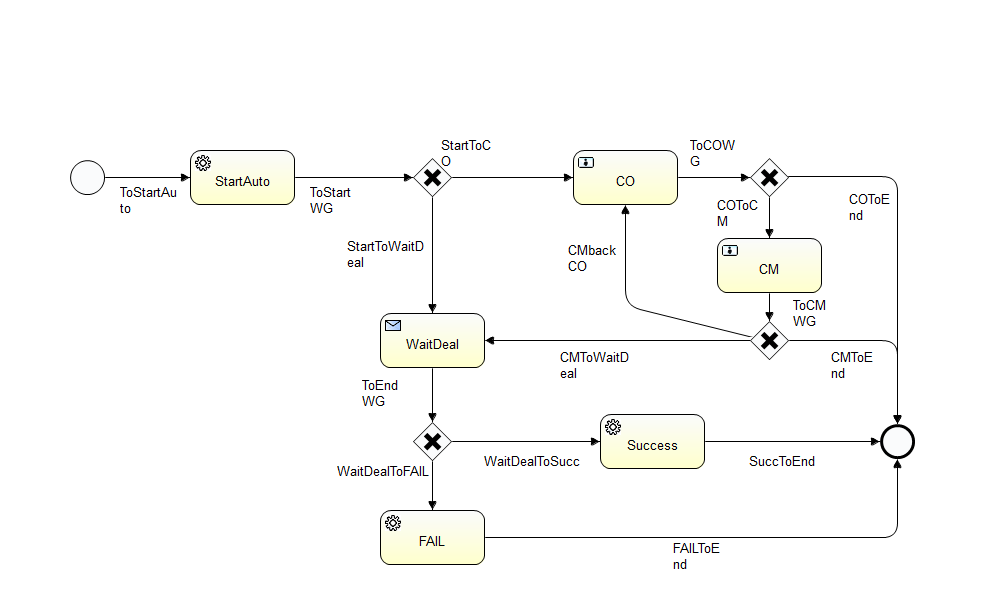 StartToC
O
ToCOW
G
StartAuto
ToStartAu
to
ToStart
WG
CO
COToC
M
COToE
nd
StartToWaitD
eal
CMback
CO
CM
ToCM
WG
WaitDeal
CMToWaitD
eal
CMToE
nd
ToEnd
WG
WaitDealToFAIL
WaitDealToSucc
Success
SuccToEnd
FAIL
FAILToE
nd